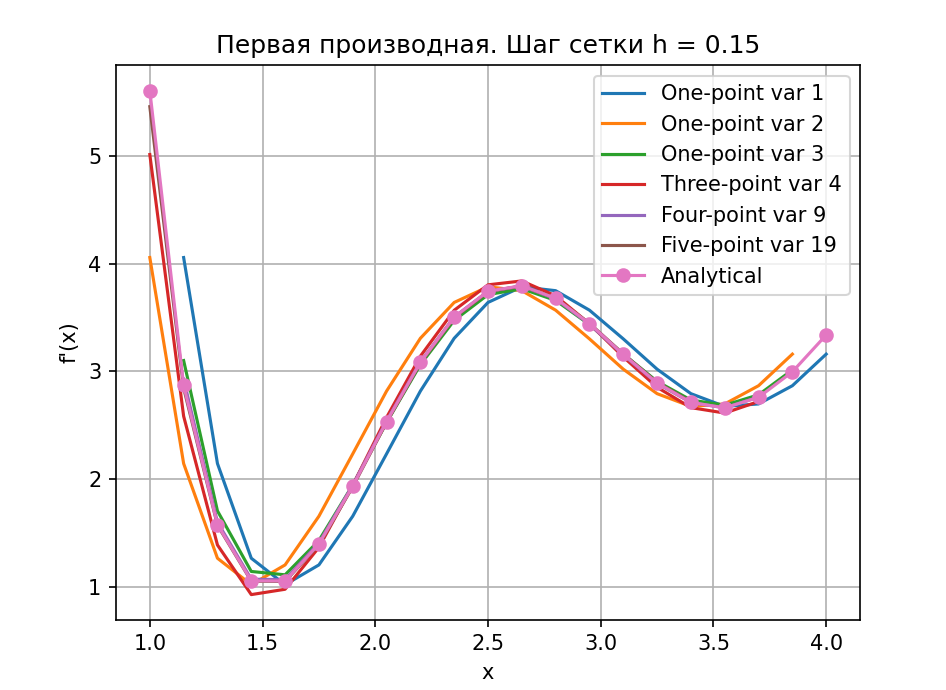 Первая производная. Шаг сетки h = 0.15
One-point var 1
One-point var 2
One-point var 3
Three-point var 4
Four-point var 9
Five-point var 19
Analytical
f'(x)
5
4
3
2
1
1.0 1.5 2.0 2.5 3.0 3.5 4.0
x